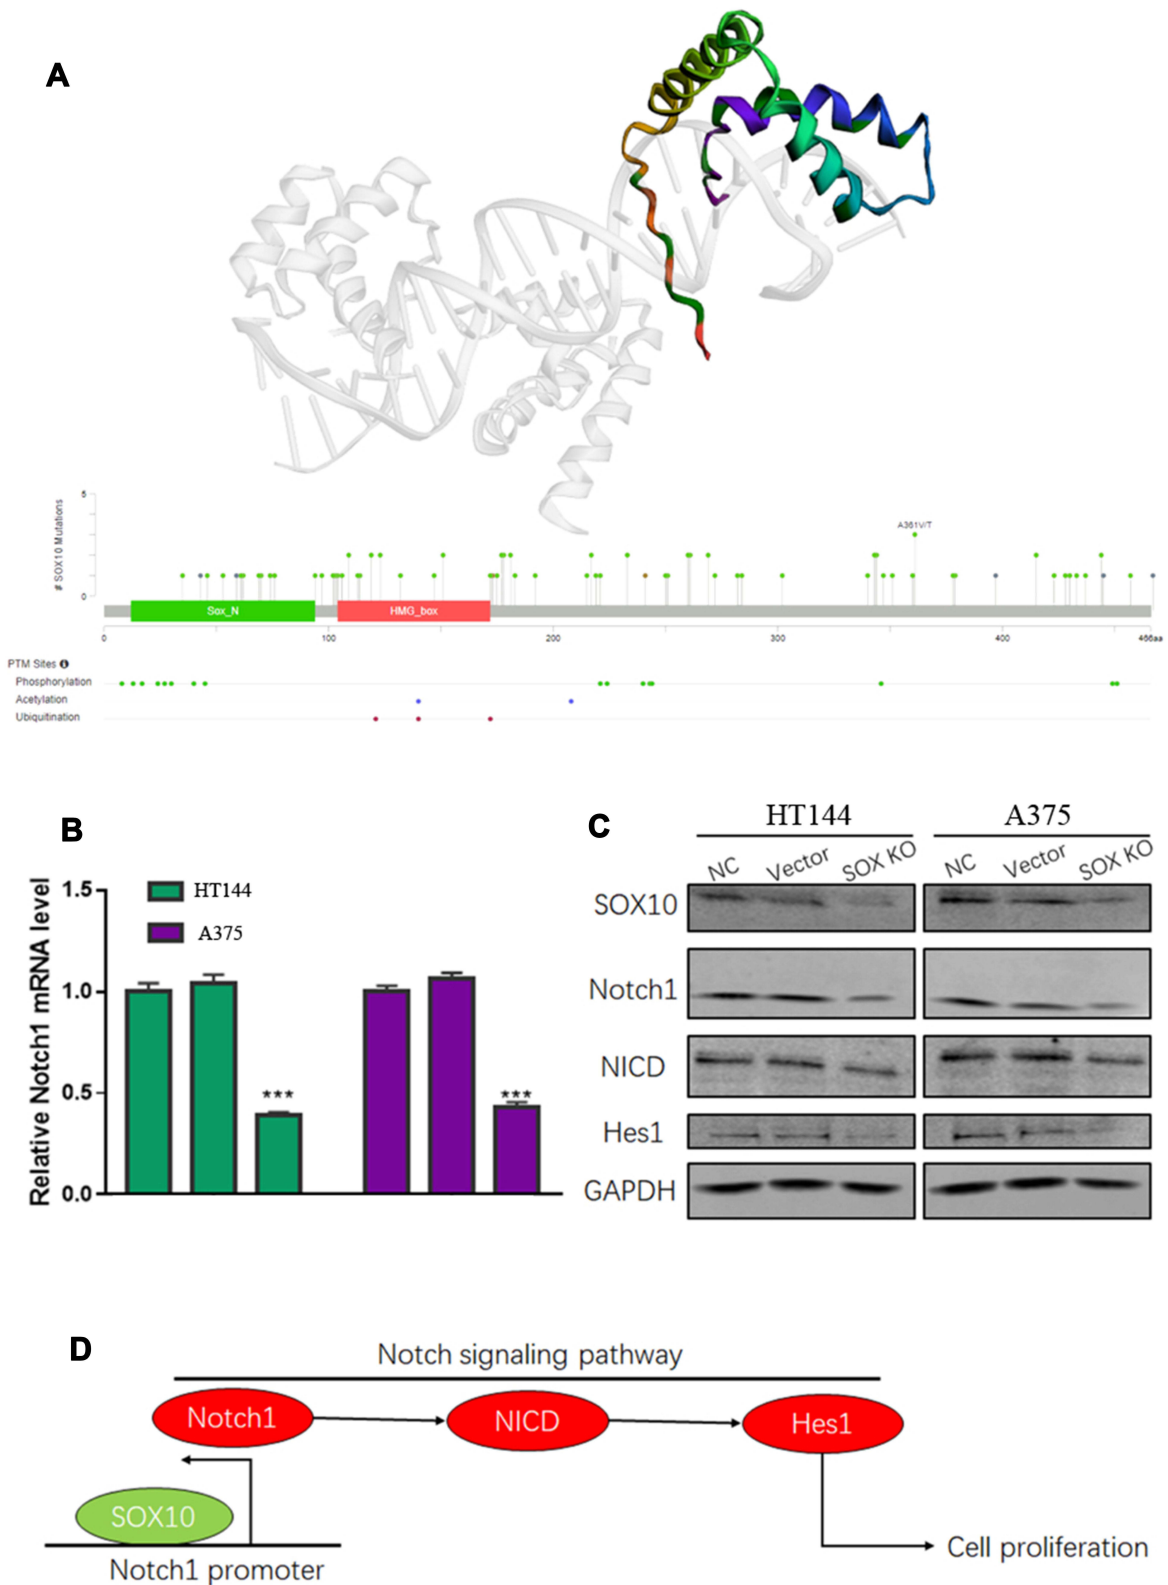 A
# SOX10 Mutations
5
0
A361V/T
Sox_N
HMG_box
0 100 200 300 400 466aa
PTM Sites
Phosphorylation
Acetylation
Ubiquitination
B
Relative Notch1 mRNA level
1.5
1.0
0.5
0.0
HT144
A375
***
***
C
HT144 A375
NC Vector SOX KO NC Vector SOX KO
SOX10
Notch1
NICD
Hes1
GAPDH
D
Notch signaling pathway
Notch1 NICD Hes1
SOX10
Notch1 promoter
Cell proliferation